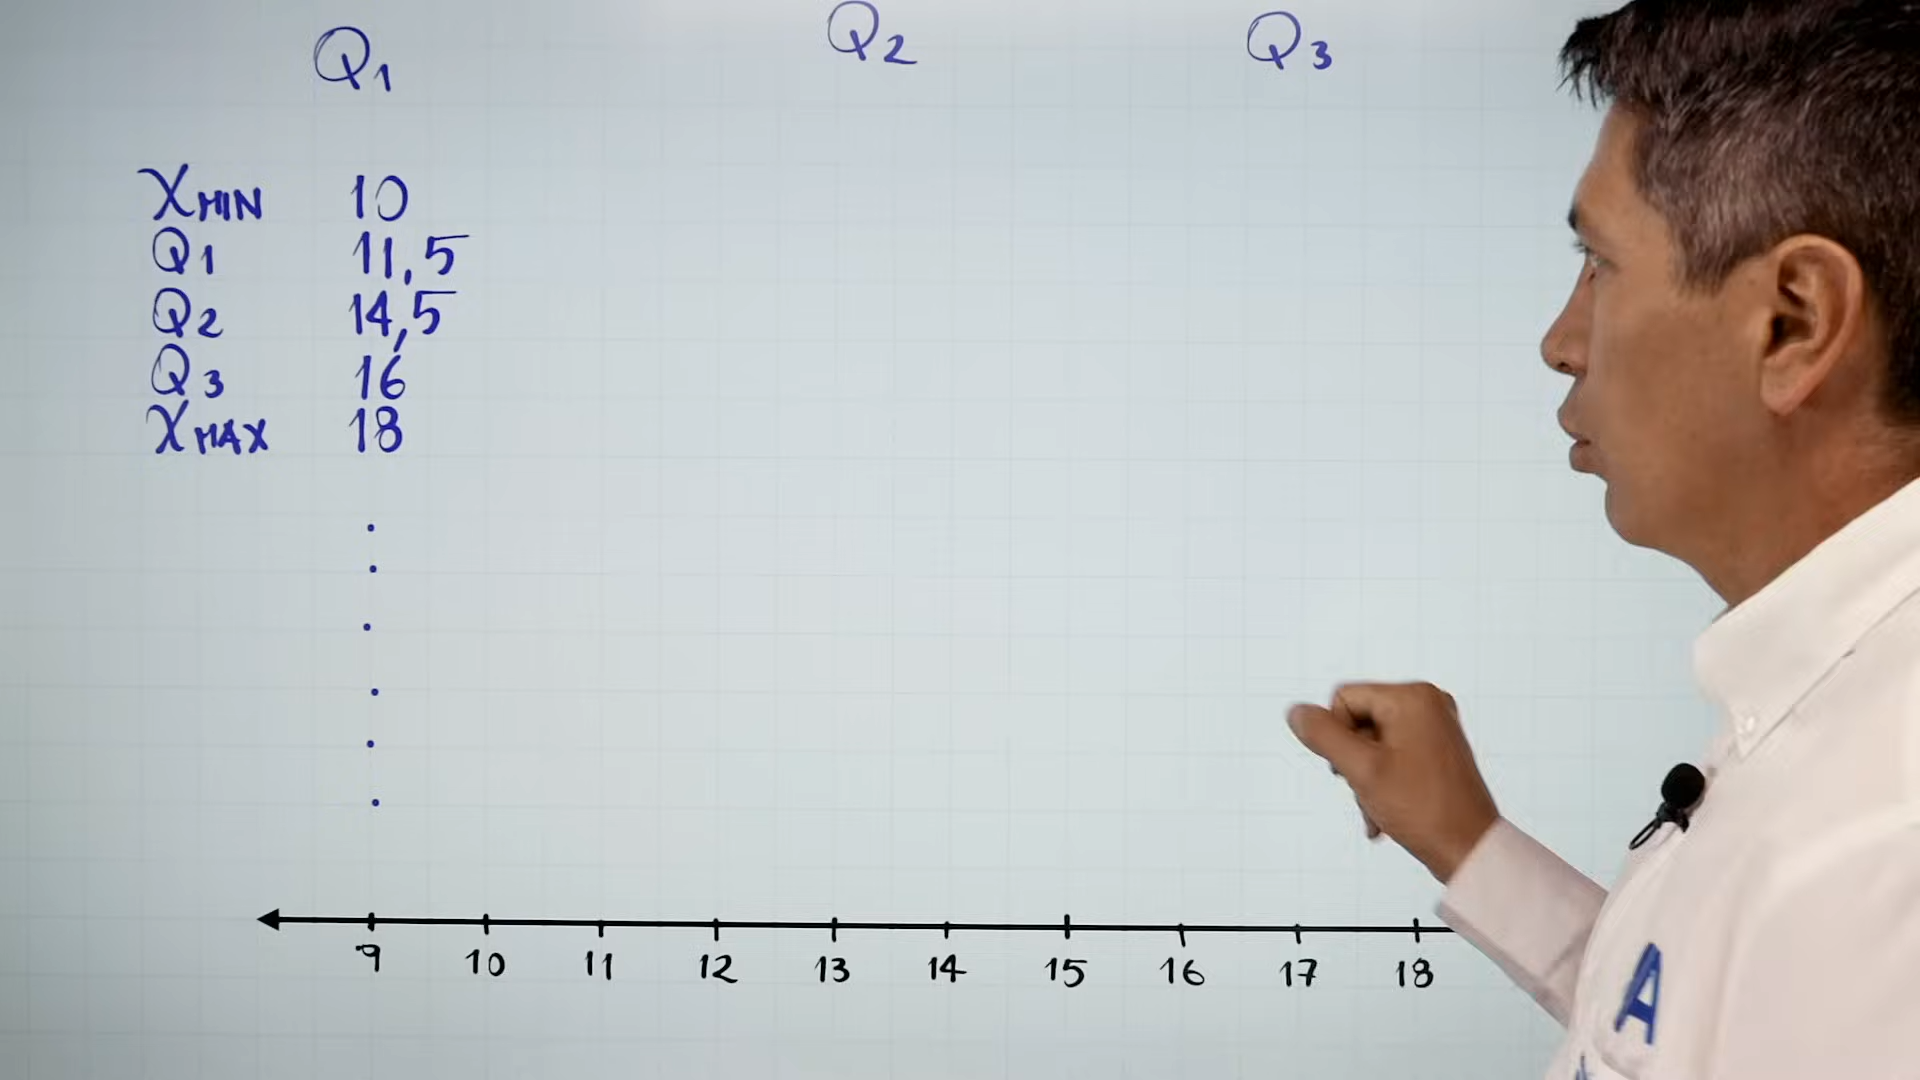 Q1 Q2 Q3
XMIN 10
Q1 11,5
Q2 14,5
Q3 16
XMAX 18
9 10 11 12 13 14 15 16 17 18
A